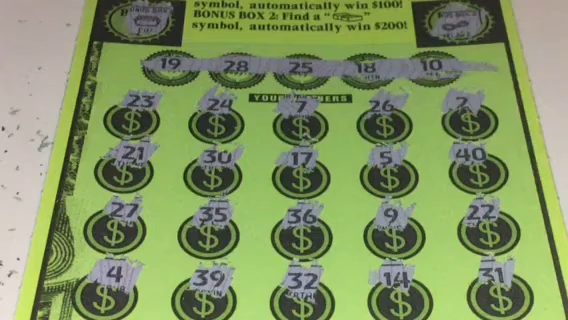 symbol, automatically win $100!
BONUS BOX 2: Find a " "
symbol, automatically win $200!
19 28 25 18 10
YOUR NUMBERS
23 24 7 26 2
21 30 17 5 40
27 35 36 9 22
4 39 32 14 31